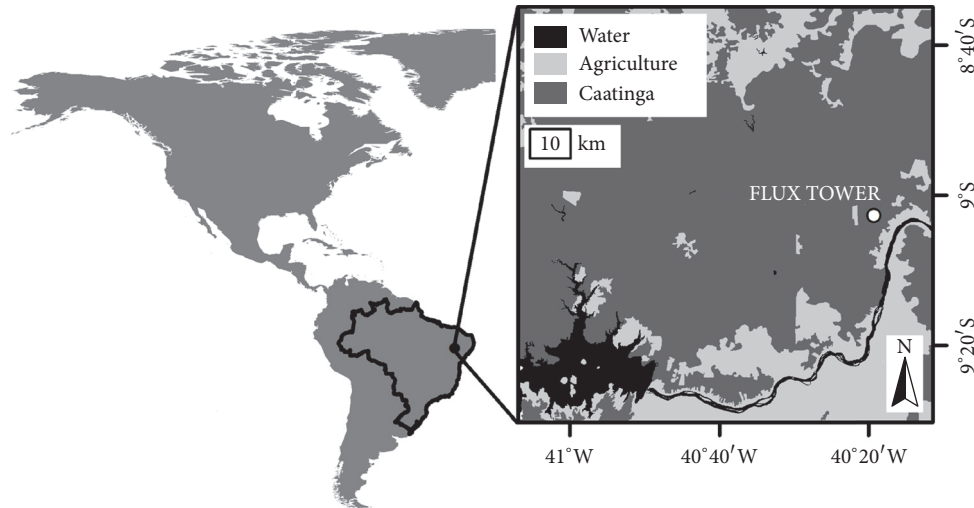 Water
Agriculture
Caatinga
10 km
FLUX TOWER
N
8°40′S
9°S
9°20′S
41°W
40°40′W
40°20′W